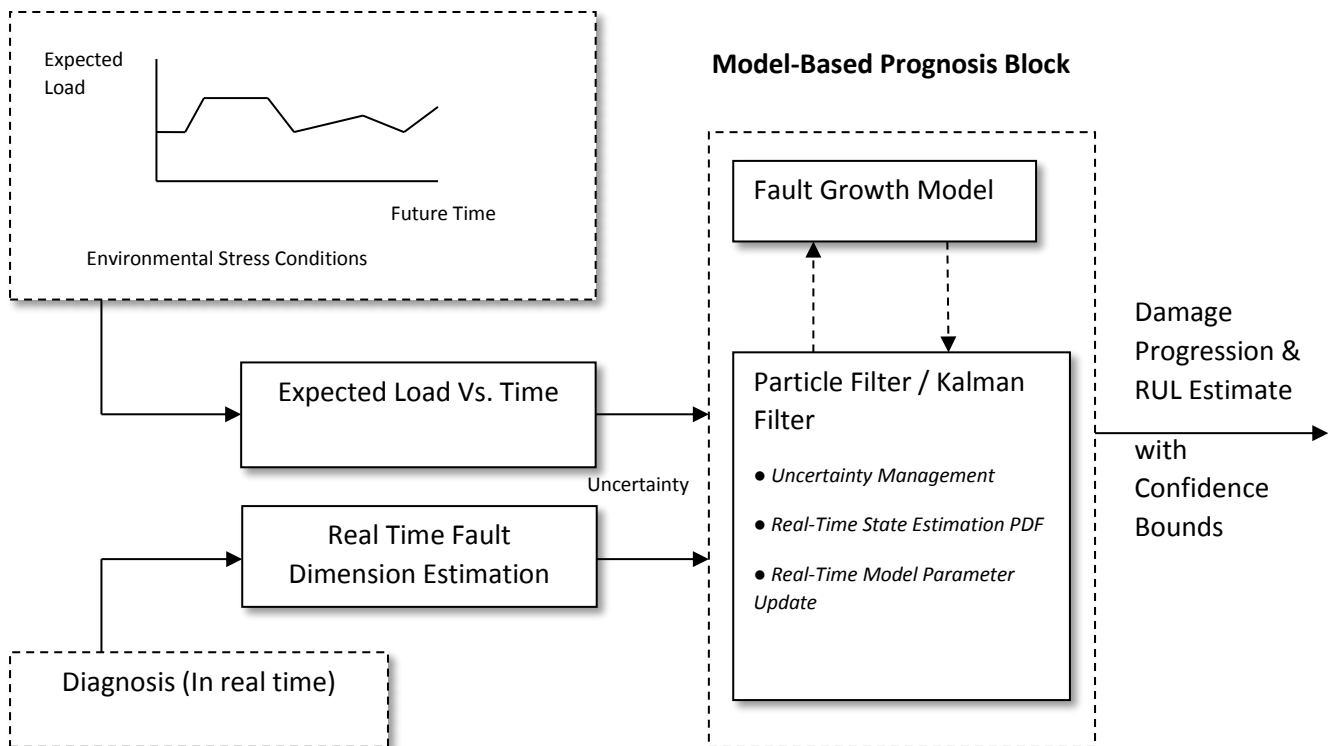 Expected
Load
Future Time
Environmental Stress Conditions
Expected Load Vs. Time
Uncertainty
Real Time Fault
Dimension Estimation
Diagnosis (In real time)
Model-Based Prognosis Block
Fault Growth Model
Particle Filter / Kalman
Filter
● Uncertainty Management
● Real-Time State Estimation PDF
● Real-Time Model Parameter
Update
Damage
Progression &
RUL Estimate
with
Confidence
Bounds